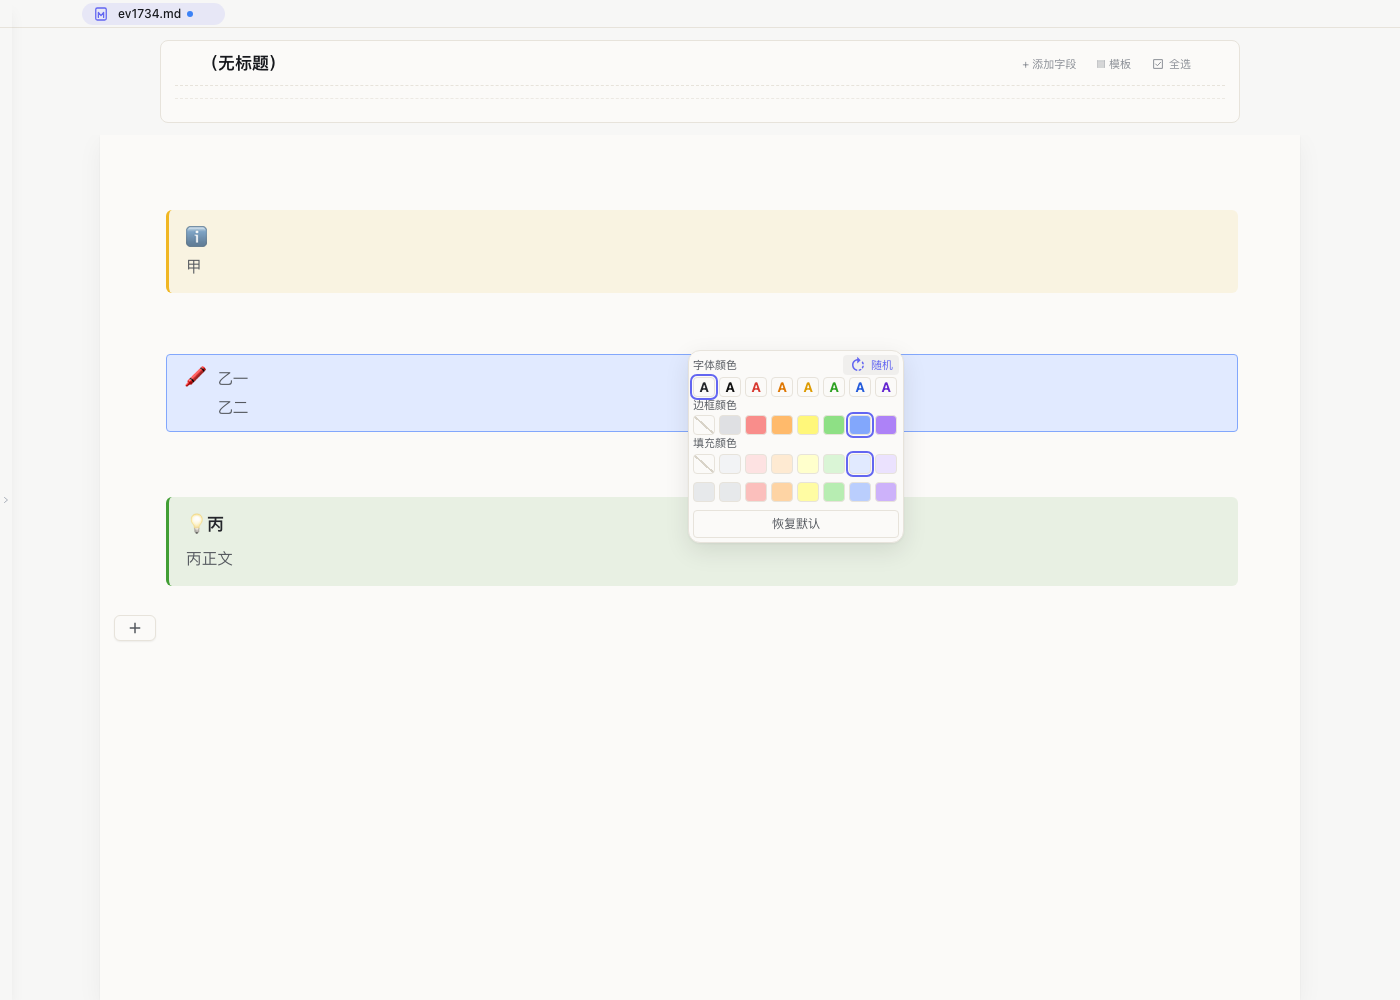 ev1734.md
（无标题）
+ 添加字段 模板 全选
甲
乙一
乙二
字体颜色 随机
A A A A A A A A
边框颜色
填充颜色
恢复默认
丙
丙正文
+